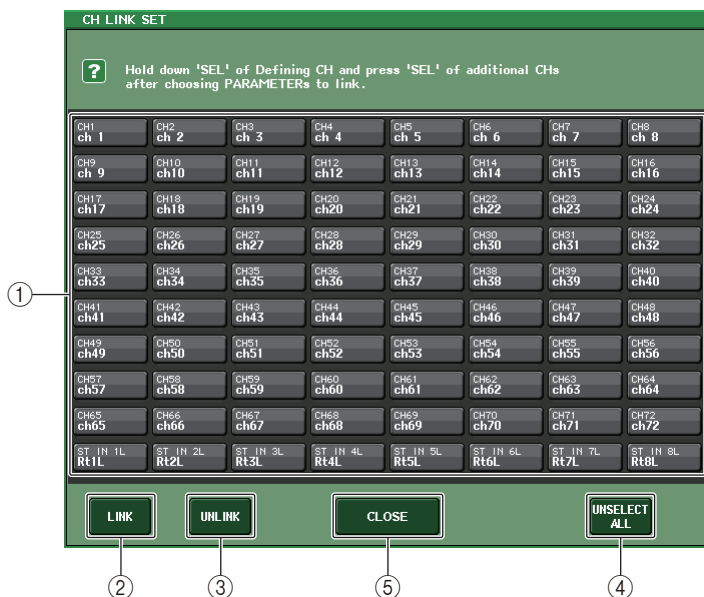 CH LINK SET
? Hold down 'SEL' of Defining CH and press 'SEL' of additional CHs
after choosing PARAMETERs to link.
CH1 CH2 CH3 CH4 CH5 CH6 CH7 CH8
ch 1 ch 2 ch 3 ch 4 ch 5 ch 6 ch 7 ch 8
CH9 CH10 CH11 CH12 CH13 CH14 CH15 CH16
ch 9 ch10 ch11 ch12 ch13 ch14 ch15 ch16
CH17 CH18 CH19 CH20 CH21 CH22 CH23 CH24
ch17 ch18 ch19 ch20 ch21 ch22 ch23 ch24
CH25 CH26 CH27 CH28 CH29 CH30 CH31 CH32
ch25 ch26 ch27 ch28 ch29 ch30 ch31 ch32
CH33 CH34 CH35 CH36 CH37 CH38 CH39 CH40
ch33 ch34 ch35 ch36 ch37 ch38 ch39 ch40
①
CH41 CH42 CH43 CH44 CH45 CH46 CH47 CH48
ch41 ch42 ch43 ch44 ch45 ch46 ch47 ch48
CH49 CH50 CH51 CH52 CH53 CH54 CH55 CH56
ch49 ch50 ch51 ch52 ch53 ch54 ch55 ch56
CH57 CH58 CH59 CH60 CH61 CH62 CH63 CH64
ch57 ch58 ch59 ch60 ch61 ch62 ch63 ch64
CH65 CH66 CH67 CH68 CH69 CH70 CH71 CH72
ch65 ch66 ch67 ch68 ch69 ch70 ch71 ch72
ST IN 1L ST IN 2L ST IN 3L ST IN 4L ST IN 5L ST IN 6L ST IN 7L ST IN 8L
Rt1L Rt2L Rt3L Rt4L Rt5L Rt6L Rt7L Rt8L
LINK UNLINK CLOSE UNSELECT
ALL
② ③ ⑤ ④